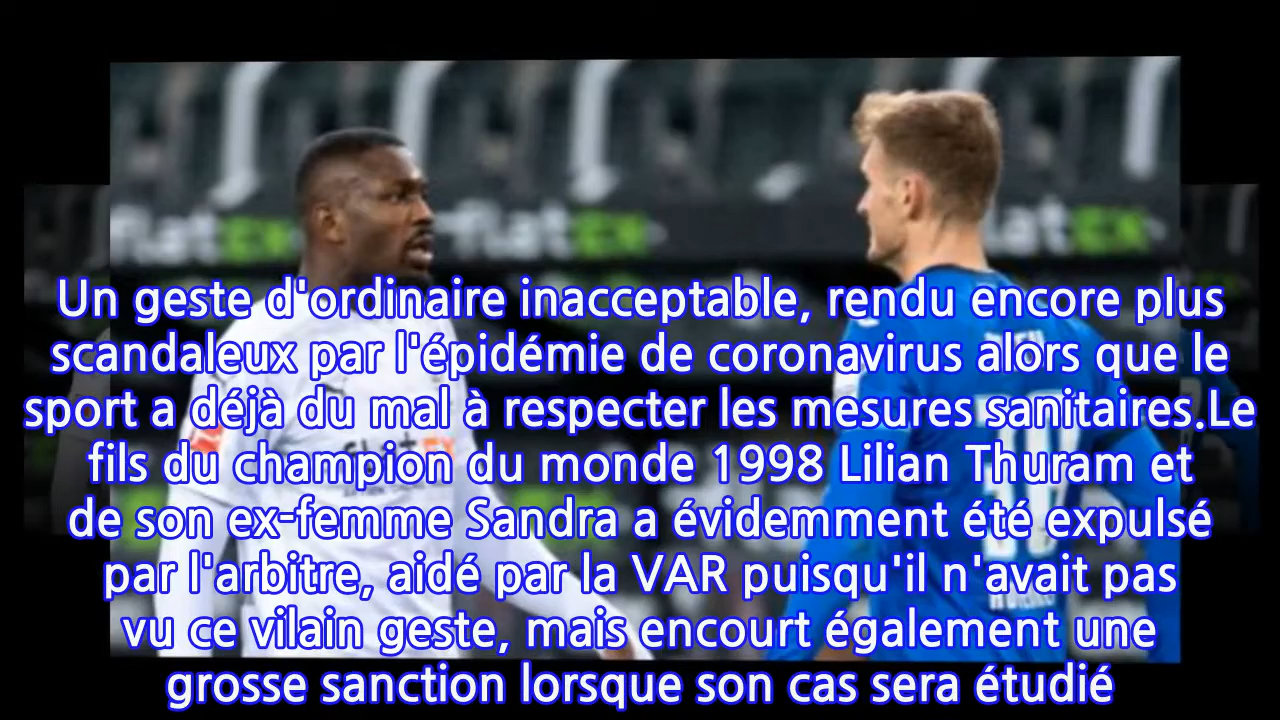 flatEX
flatEX
flatEX
Un geste d'ordinaire inacceptable, rendu encore plus
scandaleux par l'épidémie de coronavirus alors que le
sport a déjà du mal à respecter les mesures sanitaires.Le
fils du champion du monde 1998 Lilian Thuram et
de son ex-femme Sandra a évidemment été expulsé
par l'arbitre, aidé par la VAR puisqu'il n'avait pas
vu ce vilain geste, mais encourt également une
grosse sanction lorsque son cas sera étudié